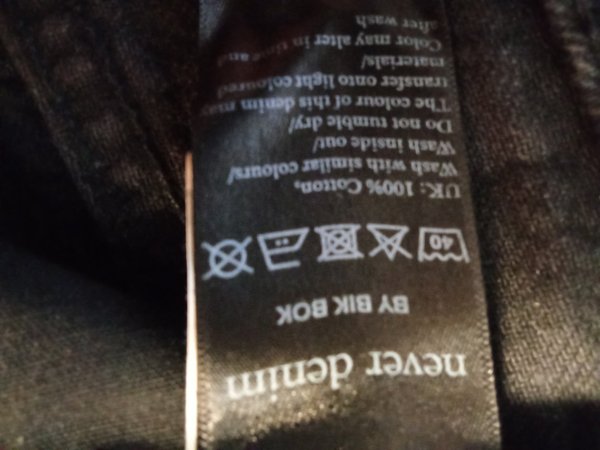 never denim
BY BIK BOK
40
UK: 100% Cotton,
Wash with similar colours/
Wash inside out/
Do not tumble dry/
The colour of this denim may
transfer onto light coloured
materials/
Color may alter in time and
after wash